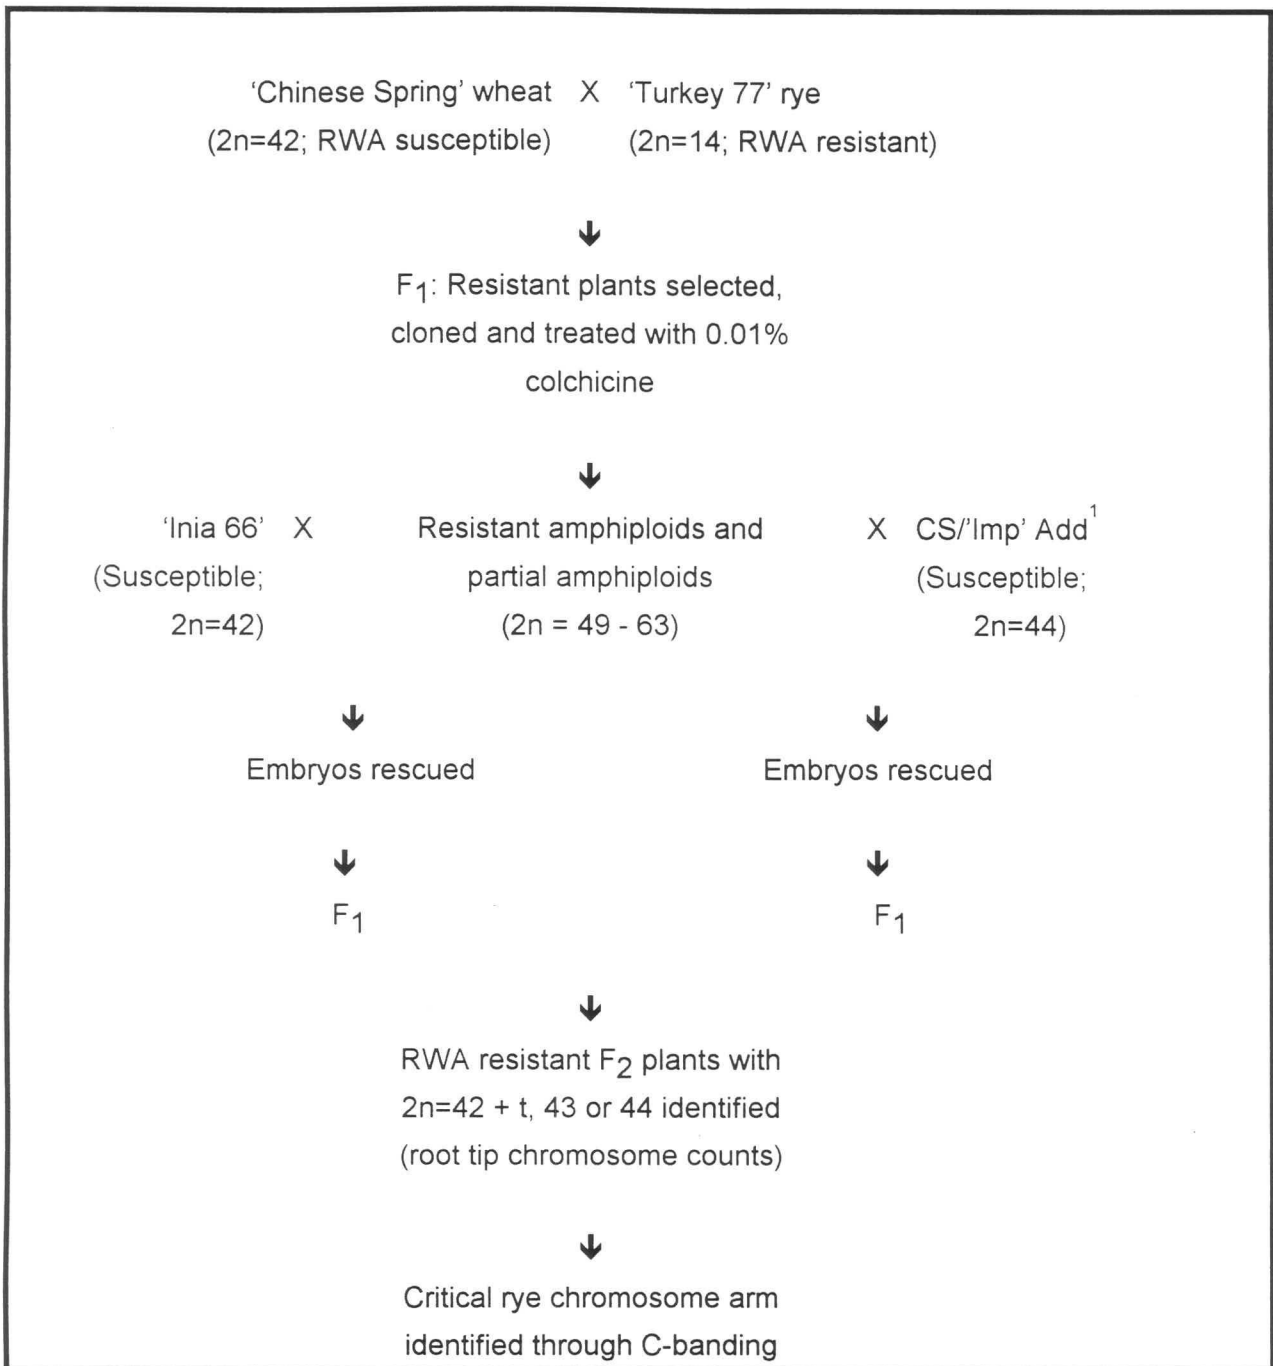 ‘Chinese Spring’ wheat X ‘Turkey 77’ rye
(2n=42; RWA susceptible) (2n=14; RWA resistant)
F1: Resistant plants selected,
cloned and treated with 0.01%
colchicine
‘Inia 66’ X Resistant amphiploids and X CS/’Imp’ Add1
(Susceptible; partial amphiploids (Susceptible;
2n=42) (2n = 49 - 63) 2n=44)
Embryos rescued Embryos rescued
F1 F1
RWA resistant F2 plants with
2n=42 + t, 43 or 44 identified
(root tip chromosome counts)
Critical rye chromosome arm
identified through C-banding